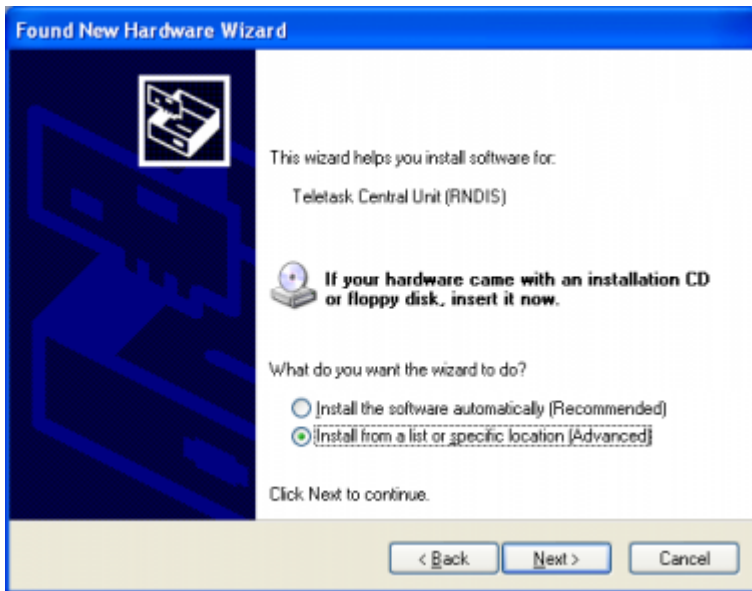 Found New Hardware Wizard
This wizard helps you install software for:
Teletask Central Unit (RNDIS)
If your hardware came with an installation CD
or floppy disk, insert it now.
What do you want the wizard to do?
Install the software automatically (Recommended)
Install from a list or specific location (Advanced)
Click Next to continue.
< Back Next > Cancel